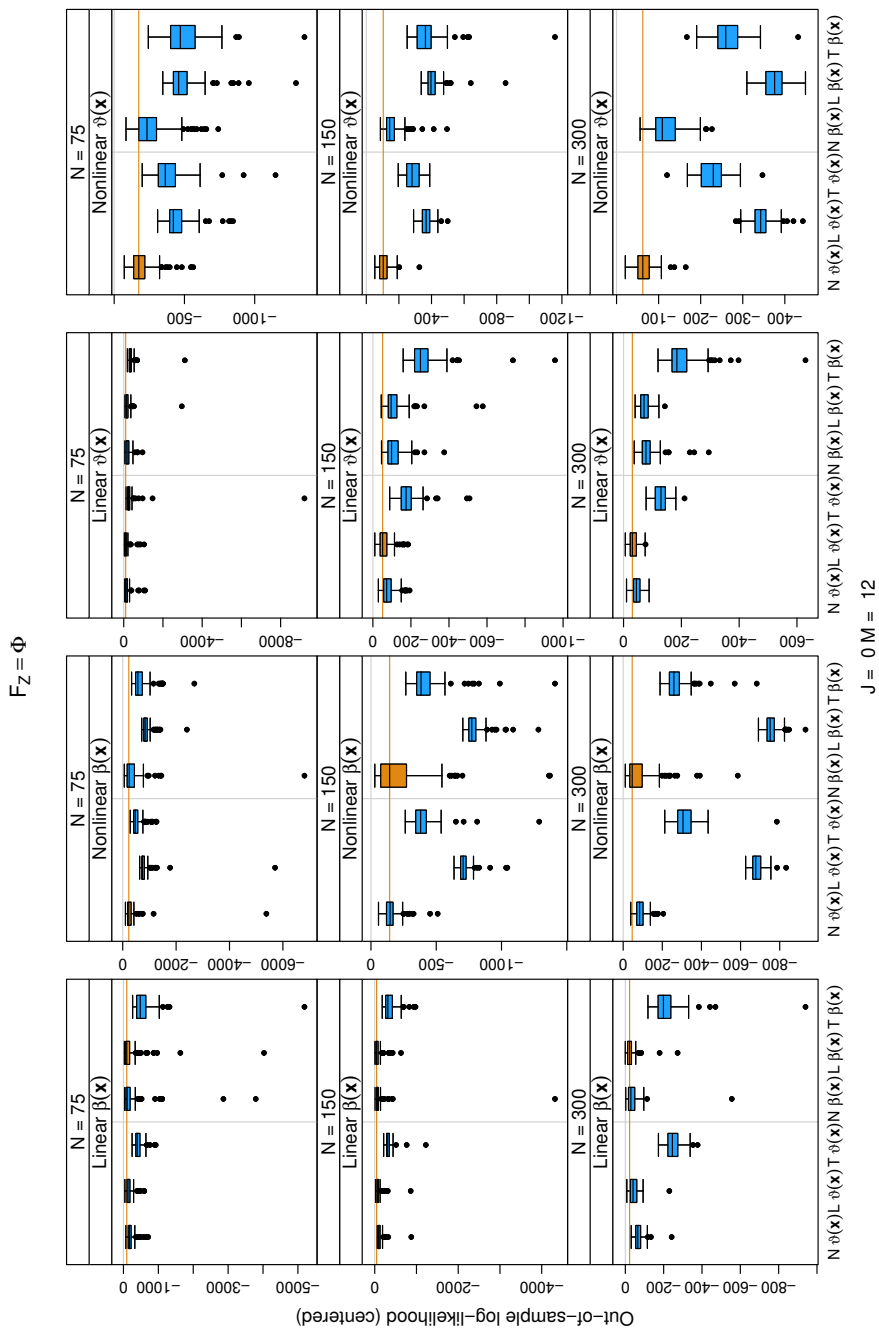 F_Z = Φ
Out−of−sample log−likelihood (centered)
N = 75
Linear β(x)
0
−1000
−3000
−5000
N = 75
Nonlinear β(x)
0
−2000
−4000
−6000
N = 75
Linear ϑ(x)
0
−4000
−8000
N = 75
Nonlinear ϑ(x)
−500
−1000
N = 150
Linear β(x)
0
−2000
−4000
N = 150
Nonlinear β(x)
0
−500
−1000
N = 150
Linear ϑ(x)
0
−200
−400
−600
−1000
N = 150
Nonlinear ϑ(x)
−400
−800
−1200
N = 300
Linear β(x)
0
−200
−400
−600
−800
N = 300
Nonlinear β(x)
0
−200
−400
−600
−800
N = 300
Linear ϑ(x)
0
−200
−400
−600
N = 300
Nonlinear ϑ(x)
−100
−200
−300
−400
N ϑ(x) L ϑ(x) T ϑ(x) N β(x) L β(x) T β(x)
N ϑ(x) L ϑ(x) T ϑ(x) N β(x) L β(x) T β(x)
N ϑ(x) L ϑ(x) T ϑ(x) N β(x) L β(x) T β(x)
N ϑ(x) L ϑ(x) T ϑ(x) N β(x) L β(x) T β(x)
J = 0 M = 12